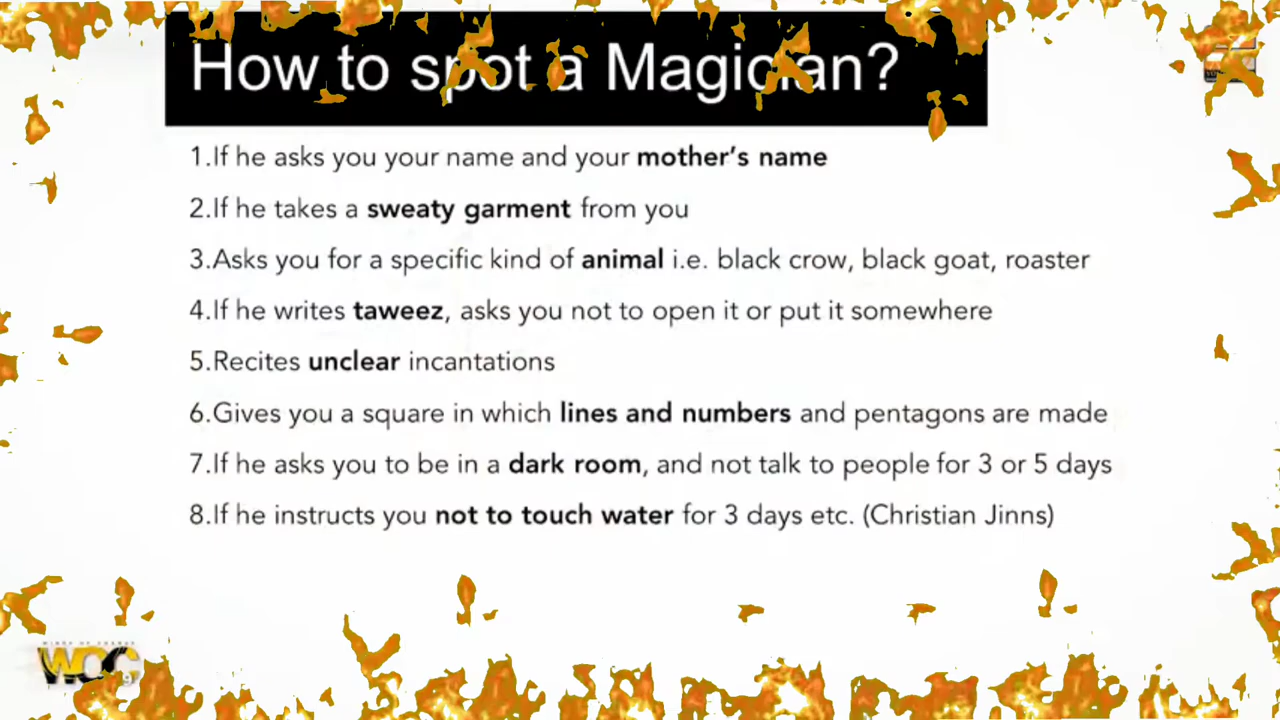 How to spot a Magician?
1.If he asks you your name and your mother's name
2.If he takes a sweaty garment from you
3.Asks you for a specific kind of animal i.e. black crow, black goat, roaster
4.If he writes taweez, asks you not to open it or put it somewhere
5.Recites unclear incantations
6.Gives you a square in which lines and numbers and pentagons are made
7.If he asks you to be in a dark room, and not talk to people for 3 or 5 days
8.If he instructs you not to touch water for 3 days etc. (Christian Jinns)
WINDS OF CHANGE
WOC